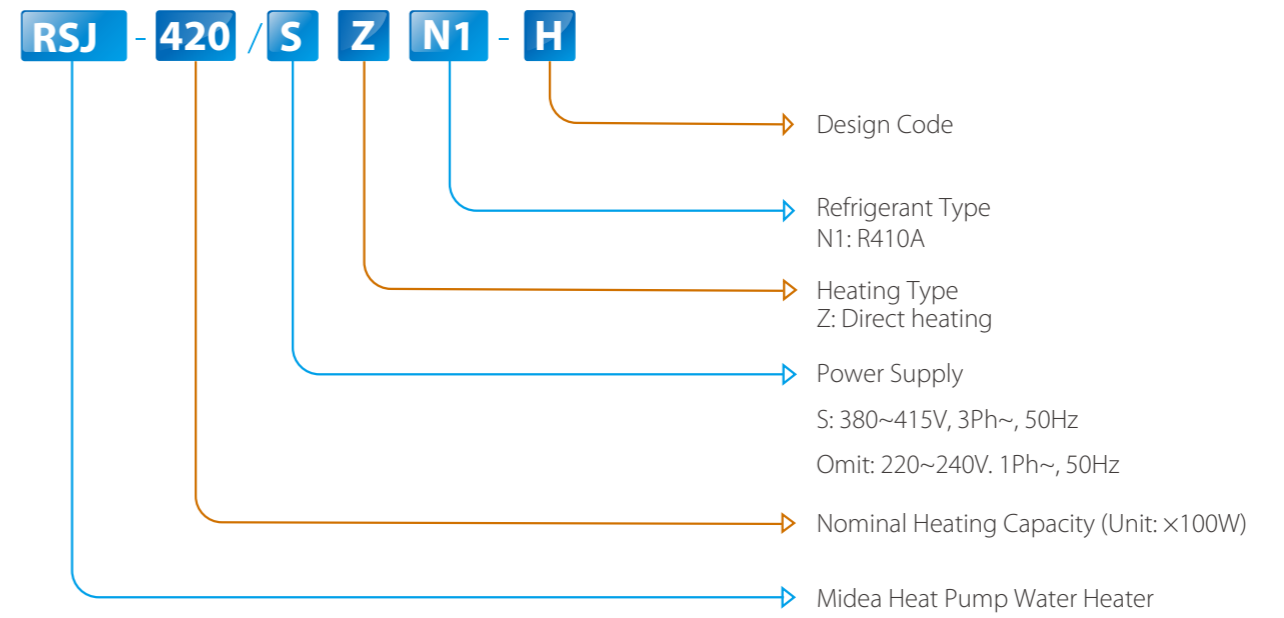 RSJ - 420 / S Z N1 - H
Design Code
Refrigerant Type
N1: R410A
Heating Type
Z: Direct heating
Power Supply
S: 380~415V, 3Ph~, 50Hz
Omit: 220~240V. 1Ph~, 50Hz
Nominal Heating Capacity (Unit: ×100W)
Midea Heat Pump Water Heater